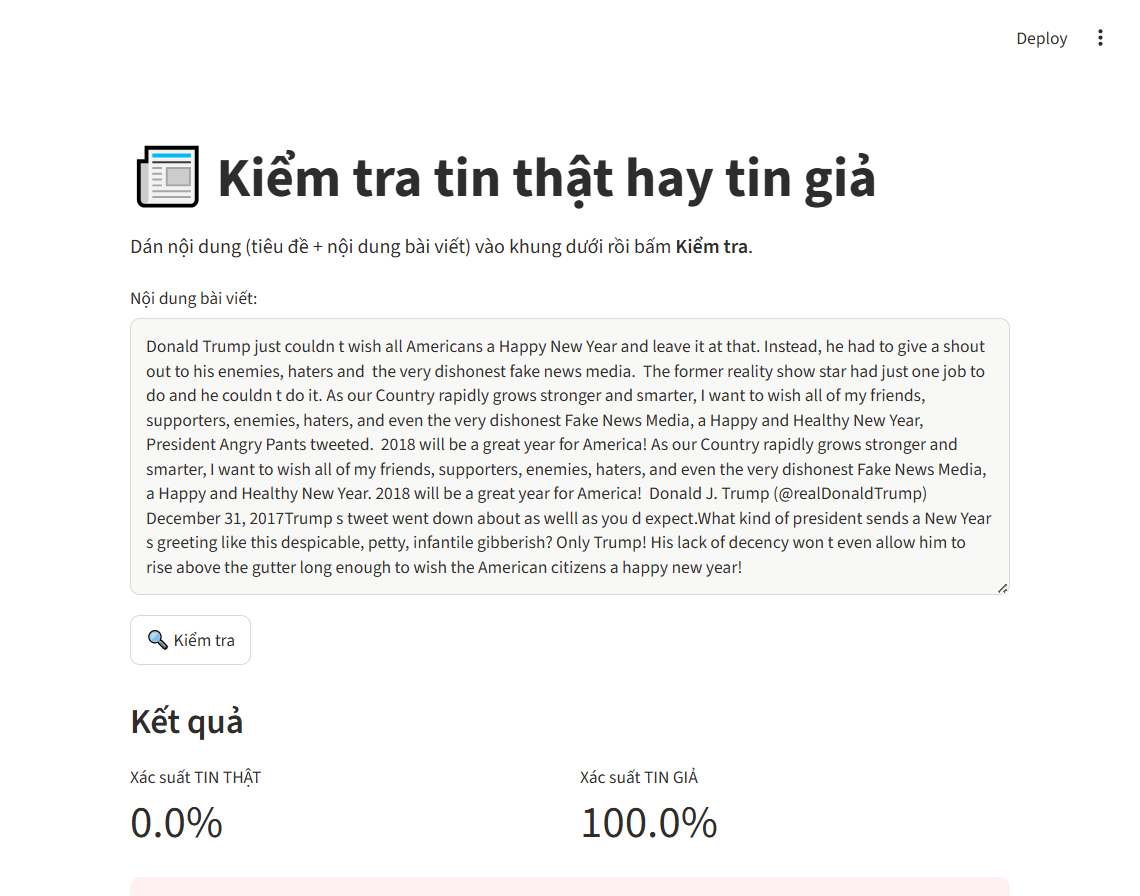 Deploy
Kiểm tra tin thật hay tin giả
Dán nội dung (tiêu đề + nội dung bài viết) vào khung dưới rồi bấm Kiểm tra.
Nội dung bài viết:
Donald Trump just couldn t wish all Americans a Happy New Year and leave it at that. Instead, he had to give a shout
out to his enemies, haters and  the very dishonest fake news media.  The former reality show star had just one job to
do and he couldn t do it. As our Country rapidly grows stronger and smarter, I want to wish all of my friends,
supporters, enemies, haters, and even the very dishonest Fake News Media, a Happy and Healthy New Year,
President Angry Pants tweeted.  2018 will be a great year for America! As our Country rapidly grows stronger and
smarter, I want to wish all of my friends, supporters, enemies, haters, and even the very dishonest Fake News Media,
a Happy and Healthy New Year. 2018 will be a great year for America!  Donald J. Trump (@realDonaldTrump)
December 31, 2017Trump s tweet went down about as welll as you d expect.What kind of president sends a New Year
s greeting like this despicable, petty, infantile gibberish? Only Trump! His lack of decency won t even allow him to
rise above the gutter long enough to wish the American citizens a happy new year!
Kiểm tra
Kết quả
Xác suất TIN THẬT
Xác suất TIN GIẢ
0.0%
100.0%